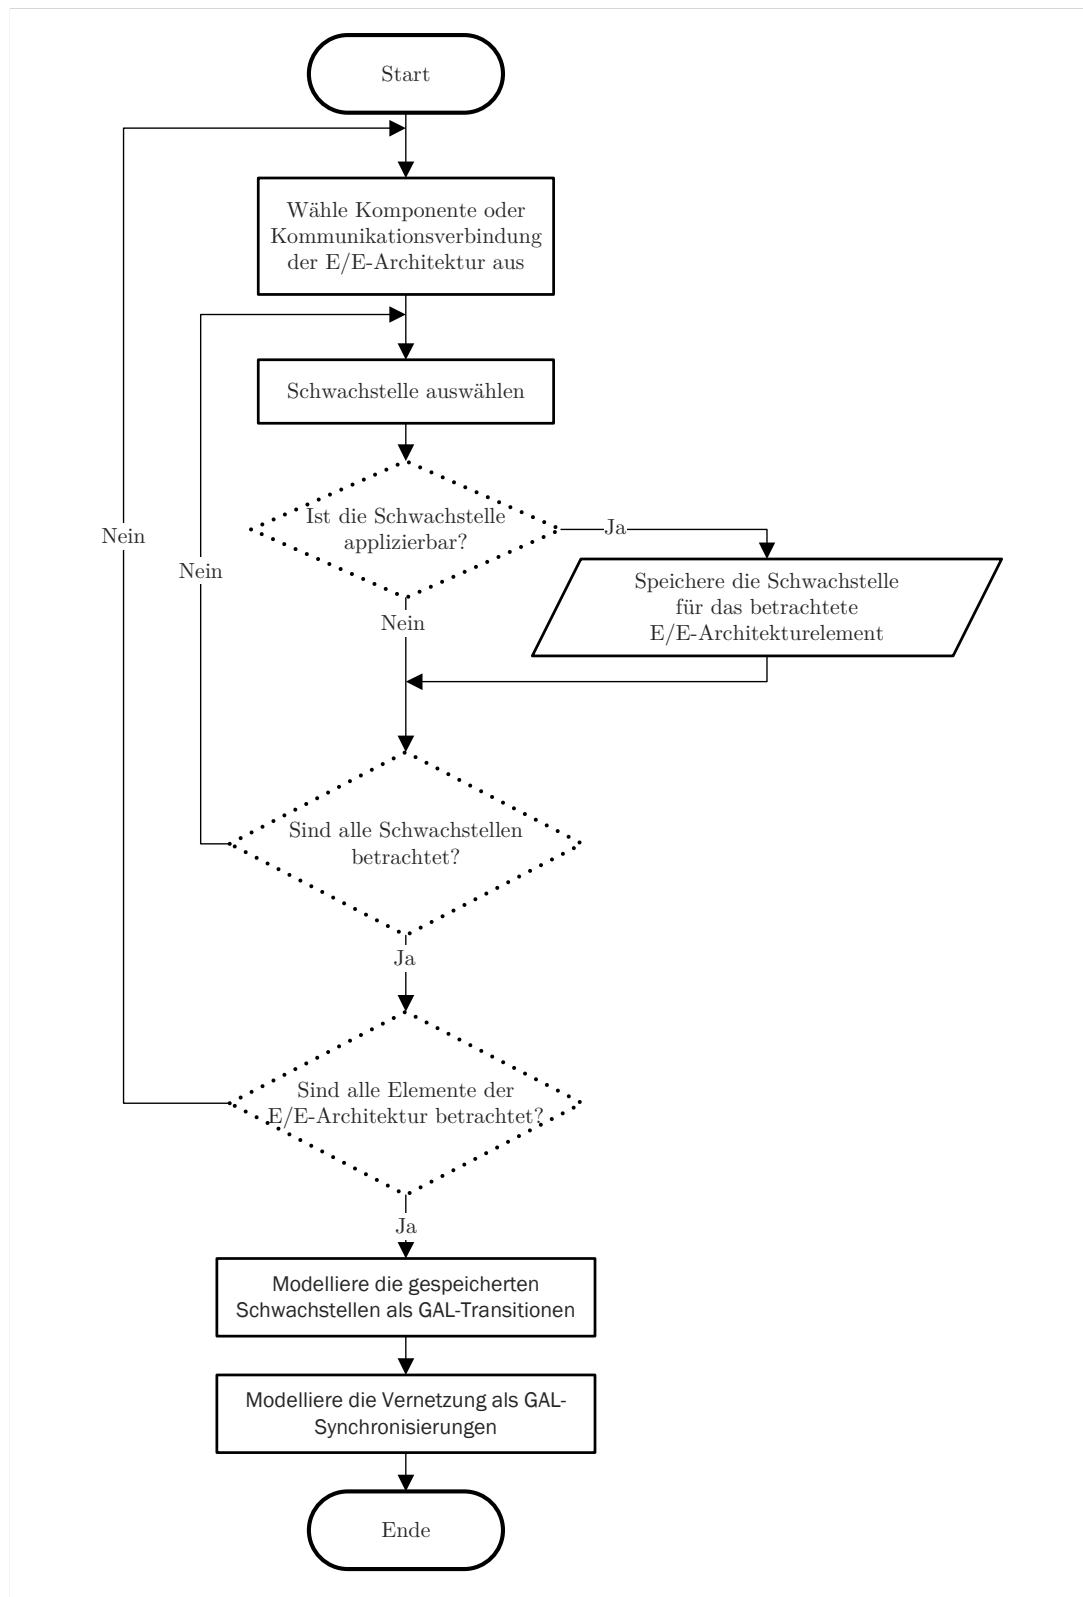 Start
Wähle Komponente oder
Kommunikationsverbindung
der E/E-Architektur aus
Schwachstelle auswählen
Ist die Schwachstelle
applizierbar?
Ja
Nein
Nein
Speichere die Schwachstelle
für das betrachtete
E/E-Architekturelement
Nein
Sind alle Schwachstellen
betrachtet?
Ja
Sind alle Elemente der
E/E-Architektur betrachtet?
Ja
Modelliere die gespeicherten
Schwachstellen als GAL-Transitionen
Modelliere die Vernetzung als GAL-
Synchronisierungen
Ende